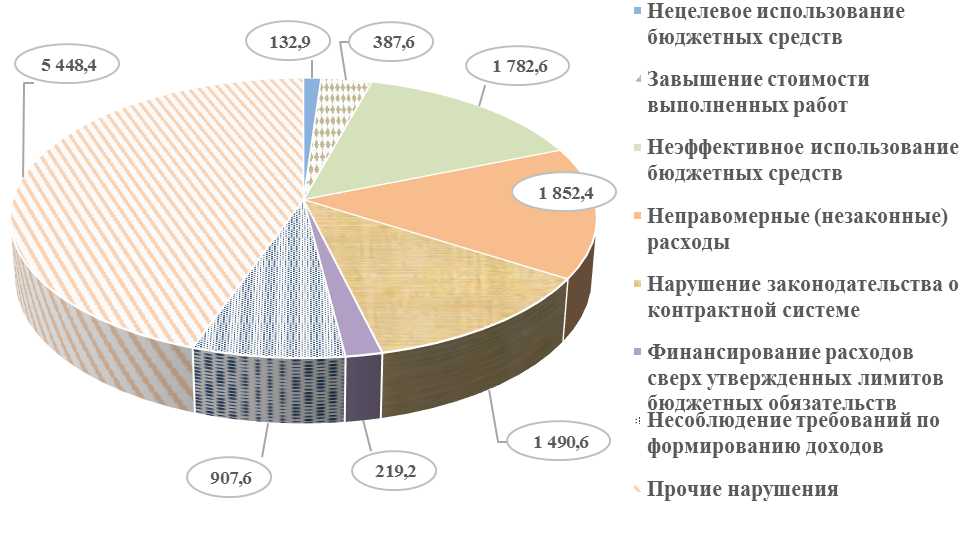 5 448,4
132,9
387,6
1 782,6
1 852,4
1 490,6
219,2
907,6
Нецелевое использование
бюджетных средств
Завышение стоимости
выполненных работ
Неэффективное использование
бюджетных средств
Неправомерные (незаконные)
расходы
Нарушение законодательства о
контрактной системе
Финансирование расходов
сверх утвержденных лимитов
бюджетных обязательств
Несоблюдение требований по
формированию доходов
Прочие нарушения